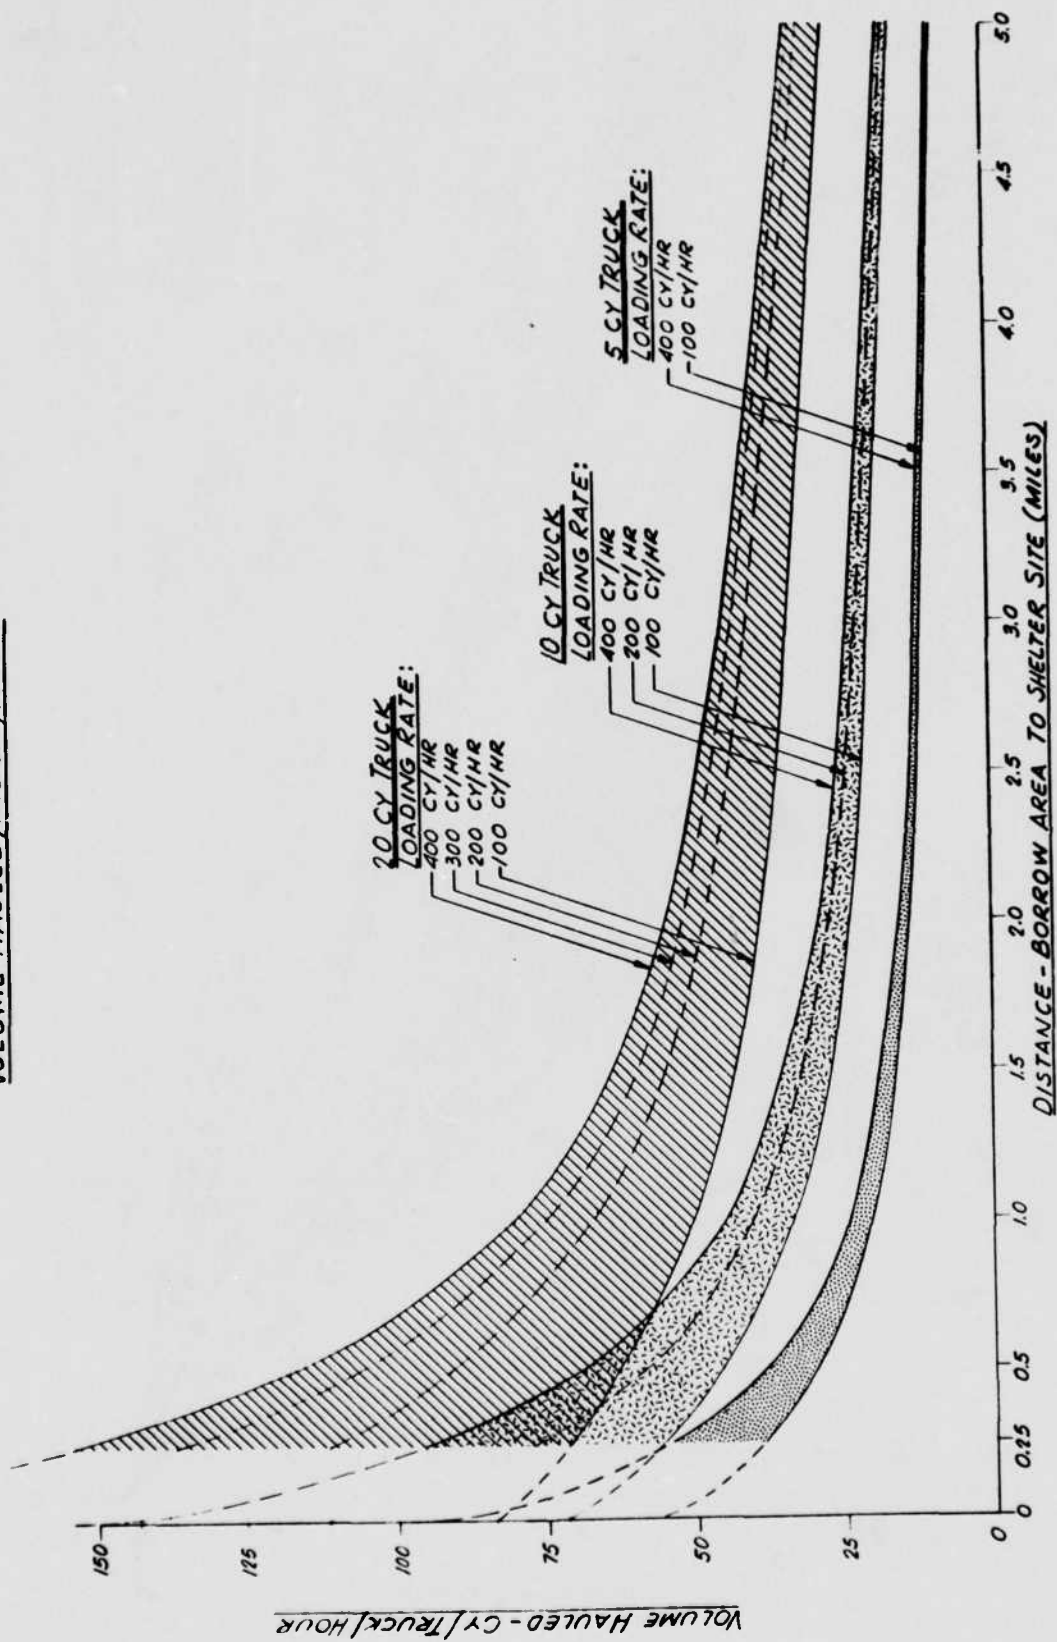 20 CY TRUCK
LOADING RATE:
400 CY/HR
300 CY/HR
200 CY/HR
100 CY/HR
10 CY TRUCK
LOADING RATE:
400 CY/HR
200 CY/HR
100 CY/HR
5 CY TRUCK
LOADING RATE:
400 CY/HR
100 CY/HR
VOLUME HAULED - CY/TRUCK/HOUR
150
125
100
75
50
25
0
0 0.25 0.5 1.0 1.5 2.0 2.5 3.0 3.5 4.0 4.5 5.0
DISTANCE - BORROW AREA TO SHELTER SITE (MILES)